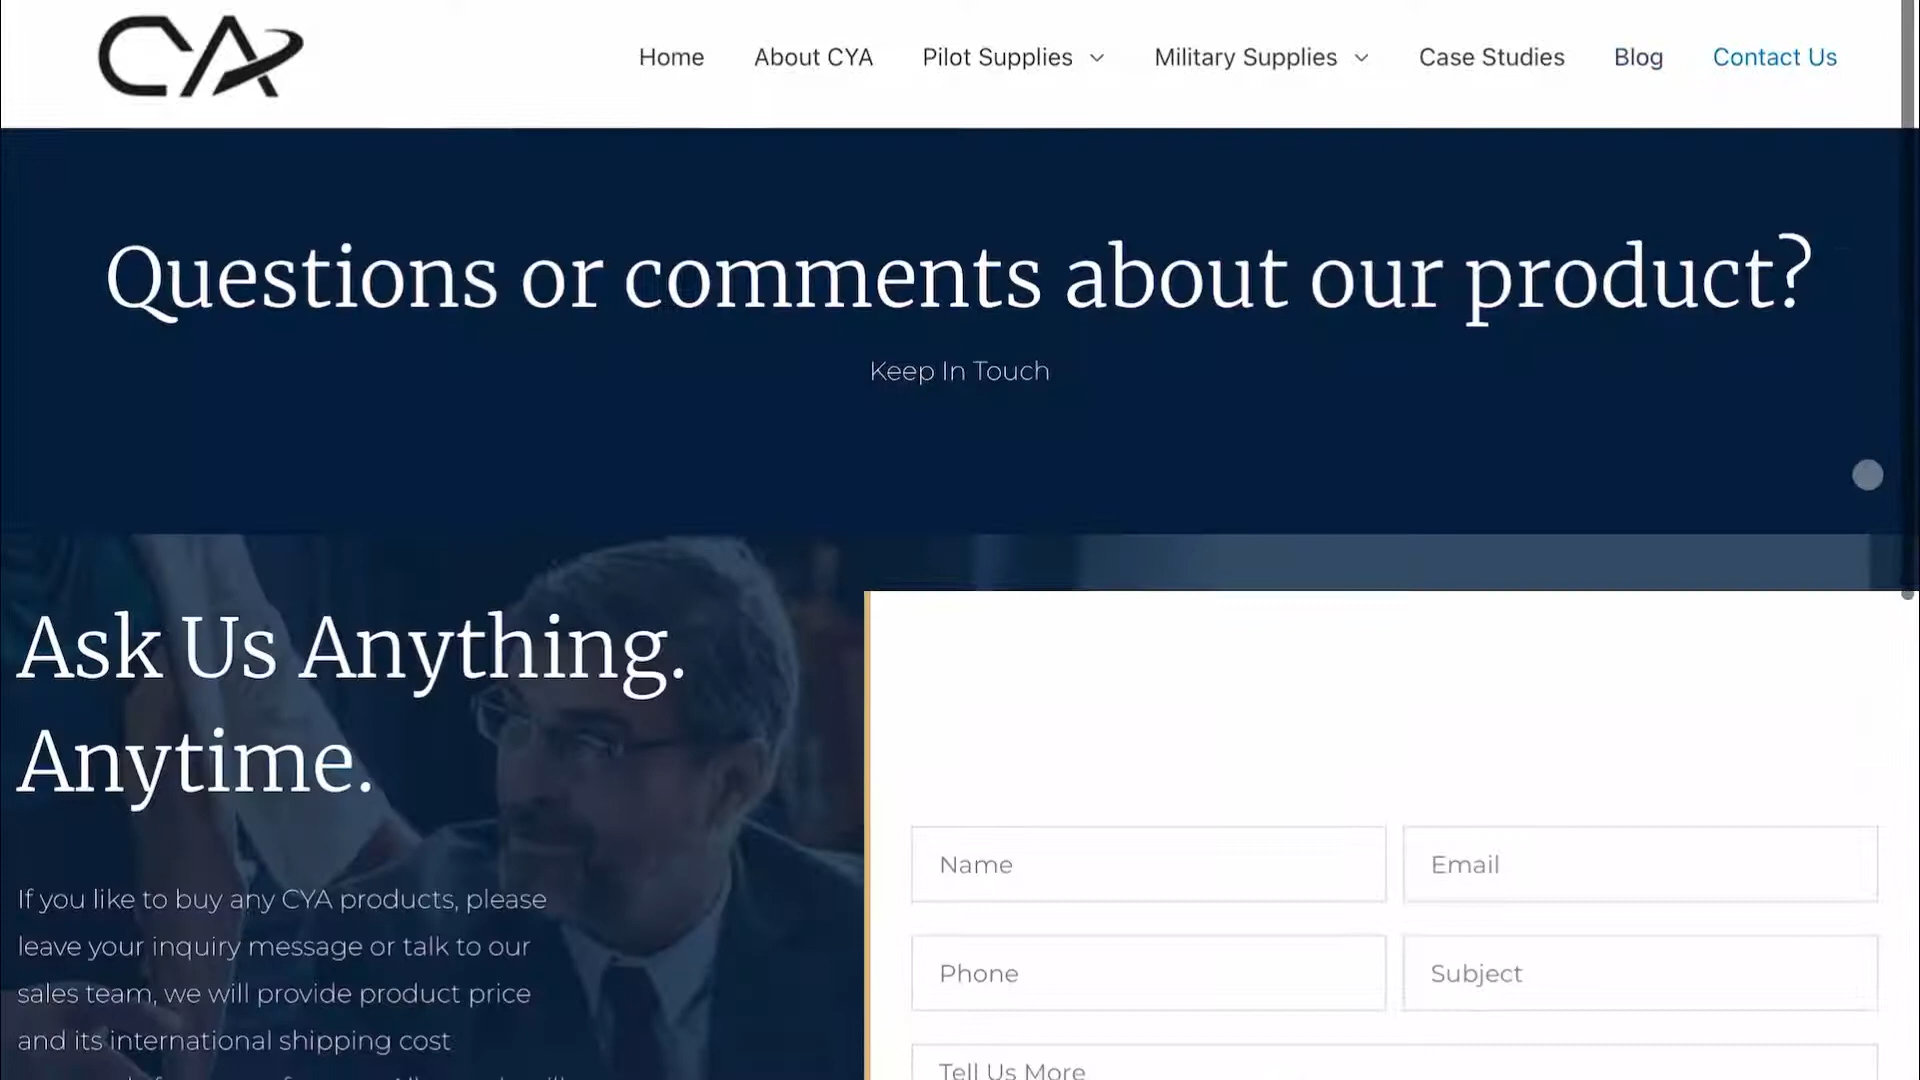 CYA
Home About CYA Pilot Supplies Military Supplies Case Studies Blog Contact Us
Questions or comments about our product?
Keep In Touch
Ask Us Anything.
Anytime.
If you like to buy any CYA products, please
leave your inquiry message or talk to our
sales team, we will provide product price
and its international shipping cost
Name
Email
Phone
Subject
Tell Us More